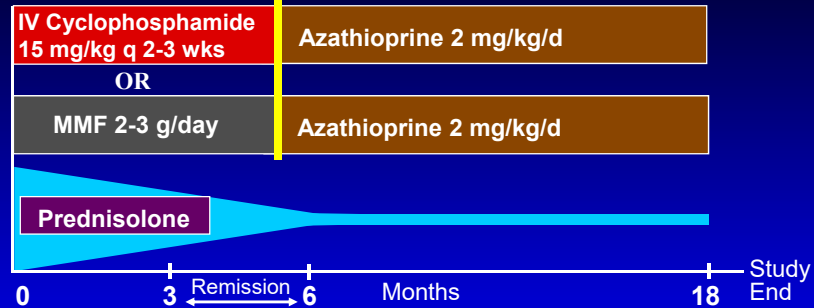 IV Cyclophosphamide
15 mg/kg q 2-3 wks
Azathioprine 2 mg/kg/d
OR
MMF 2-3 g/day
Azathioprine 2 mg/kg/d
Prednisolone
0
3
Remission
6
Months
18
Study
End